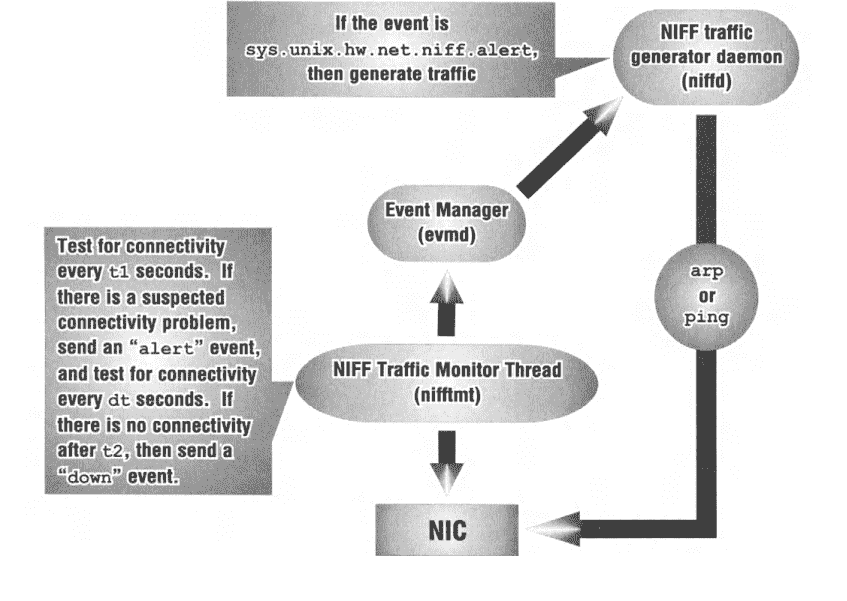 If the event is
sys.unix.hw.net.niff.alert,
then generate traffic
NIFF traffic
generator daemon
(niffd)
Event Manager
(evmd)
Test for connectivity
every t1 seconds. If
there is a suspected
connectivity problem,
send an “alert” event,
and test for connectivity
every dt seconds. If
there is no connectivity
after t2, then send a
“down” event.
arp
or
ping
NIFF Traffic Monitor Thread
(nifftmt)
NIC